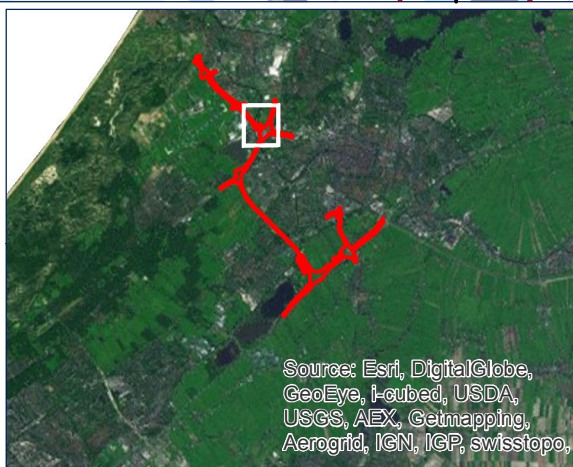 Source: Esri, DigitalGlobe,
GeoEye, i-cubed, USDA,
USGS, AEX, Getmapping,
Aerogrid, IGN, IGP, swisstopo,